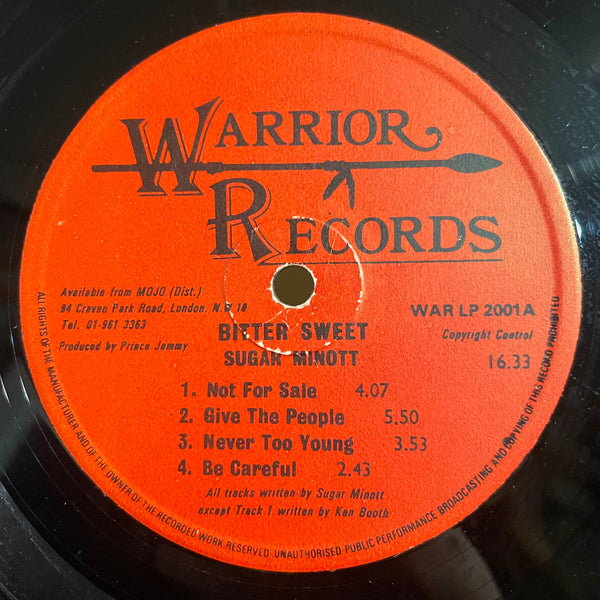 WARRIOR
RECORDS
Available from MOJO (Dist.)
94 Craven Park Road, London, N.W.10
Tel. 01-961 3363
Produced by Prince Jammy
WAR LP 2001A
Copyright Control
16.33
BITTER SWEET
SUGAR MINOTT
1. Not For Sale 4.07
2. Give The People 5.50
3. Never Too Young 3.53
4. Be Careful 2.43
All tracks written by Sugar Minott
except Track 1 written by Ken Booth
ALL RIGHTS OF THE MANUFACTURER AND OF THE OWNER OF THE RECORDED WORK RESERVED UNAUTHORISED PUBLIC PERFORMANCE BROADCASTING AND COPYING OF THIS RECORD PROHIBITED